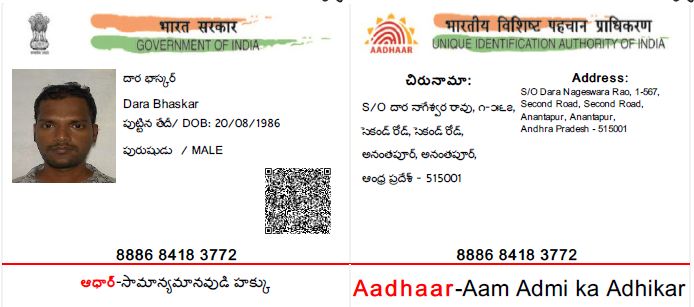 भारत सरकार
GOVERNMENT OF INDIA
దార భాస్కర్
Dara Bhaskar
పుట్టిన తేదీ/ DOB: 20/08/1986
పురుషుడు / MALE
8886 8418 3772
ఆధార్-సామాన్యమానవుడి హక్కు
AADHAAR
भारतीय विशिष्ट पहचान प्राधिकरण
UNIQUE IDENTIFICATION AUTHORITY OF INDIA
చిరునామా:
S/O దార నాగేశ్వర రావు, ౧-౫౬౭,
సెకండ్ రోడ్, సెకండ్ రోడ్,
అనంతపూర్, అనంతపూర్,
ఆంధ్ర ప్రదేశ్ - 515001
Address:
S/O Dara Nageswara Rao, 1-567,
Second Road, Second Road,
Anantapur, Anantapur,
Andhra Pradesh - 515001
8886 8418 3772
Aadhaar-Aam Admi ka Adhikar